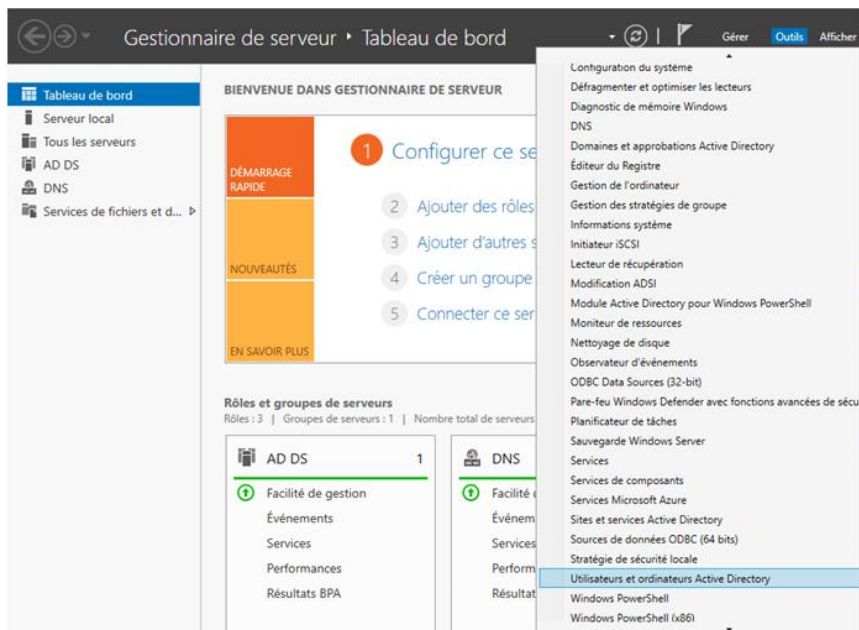 Gestionnaire de serveur ‣ Tableau de bord
Gérer
Outils
Afficher
Tableau de bord
Serveur local
Tous les serveurs
AD DS
DNS
Services de fichiers et d...
BIENVENUE DANS GESTIONNAIRE DE SERVEUR
DÉMARRAGE
RAPIDE
NOUVEAUTÉS
EN SAVOIR PLUS
1 Configurer ce se
2 Ajouter des rôles
3 Ajouter d'autres s
4 Créer un groupe
5 Connecter ce ser
Rôles et groupes de serveurs
Rôles : 3 | Groupes de serveurs : 1 | Nombre total de serveurs
AD DS 1
Facilité de gestion
Événements
Services
Performances
Résultats BPA
DNS
Facilité
Événem
Services
Perform
Résultat
Configuration du système
Défragmenter et optimiser les lecteurs
Diagnostic de mémoire Windows
DNS
Domaines et approbations Active Directory
Éditeur du Registre
Gestion de l'ordinateur
Gestion des stratégies de groupe
Informations système
Initiateur iSCSI
Lecteur de récupération
Modification ADSI
Module Active Directory pour Windows PowerShell
Moniteur de ressources
Nettoyage de disque
Observateur d'événements
ODBC Data Sources (32-bit)
Pare-feu Windows Defender avec fonctions avancées de sécu
Planificateur de tâches
Sauvegarde Windows Server
Services
Services de composants
Services Microsoft Azure
Sites et services Active Directory
Sources de données ODBC (64 bits)
Stratégie de sécurité locale
Utilisateurs et ordinateurs Active Directory
Windows PowerShell
Windows PowerShell (x86)